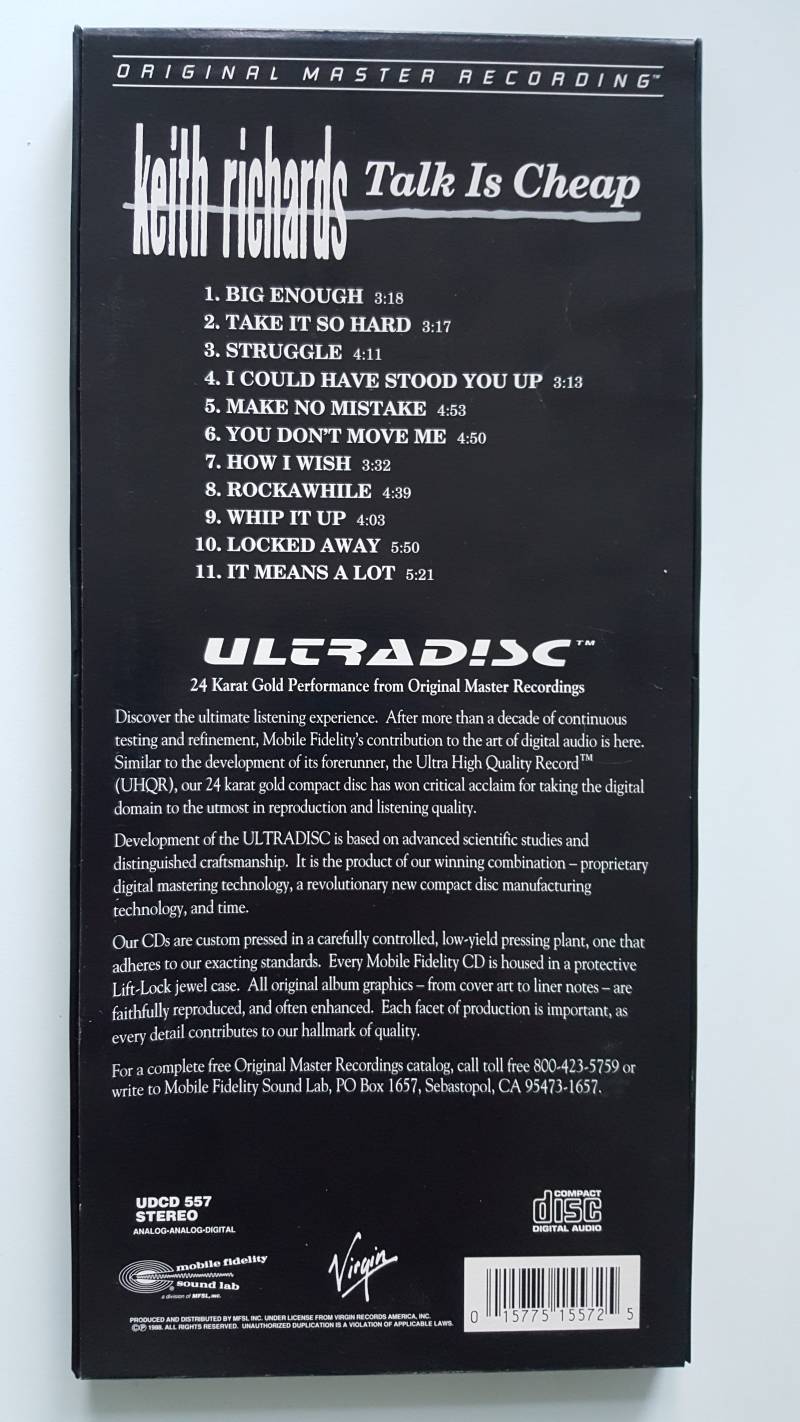 ORIGINAL MASTER RECORDING™
keith richards Talk Is Cheap
1. BIG ENOUGH 3:18
2. TAKE IT SO HARD 3:17
3. STRUGGLE 4:11
4. I COULD HAVE STOOD YOU UP 3:13
5. MAKE NO MISTAKE 4:53
6. YOU DON'T MOVE ME 4:50
7. HOW I WISH 3:32
8. ROCKAWHILE 4:39
9. WHIP IT UP 4:03
10. LOCKED AWAY 5:50
11. IT MEANS A LOT 5:21
ULTRADISC™
24 Karat Gold Performance from Original Master Recordings
Discover the ultimate listening experience. After more than a decade of continuous
testing and refinement, Mobile Fidelity's contribution to the art of digital audio is here.
Similar to the development of its forerunner, the Ultra High Quality Record™
(UHQR), our 24 karat gold compact disc has won critical acclaim for taking the digital
domain to the utmost in reproduction and listening quality.
Development of the ULTRADISC is based on advanced scientific studies and
distinguished craftsmanship. It is the product of our winning combination – proprietary
digital mastering technology, a revolutionary new compact disc manufacturing
technology, and time.
Our CDs are custom pressed in a carefully controlled, low-yield pressing plant, one that
adheres to our exacting standards. Every Mobile Fidelity CD is housed in a protective
Lift-Lock jewel case. All original album graphics – from cover art to liner notes – are
faithfully reproduced, and often enhanced. Each facet of production is important, as
every detail contributes to our hallmark of quality.
For a complete free Original Master Recordings catalog, call toll free 800-423-5759 or
write to Mobile Fidelity Sound Lab, PO Box 1657, Sebastopol, CA 95473-1657.
UDCD 557
STEREO
ANALOG-ANALOG-DIGITAL
COMPACT
disc
DIGITAL AUDIO
mobile fidelity
® sound lab
a division of MFSL, inc.
Virgin
0 15775 15572 5
PRODUCED AND DISTRIBUTED BY MFSL INC. UNDER LICENSE FROM VIRGIN RECORDS AMERICA, INC.
©℗ 1988. ALL RIGHTS RESERVED. UNAUTHORIZED DUPLICATION IS A VIOLATION OF APPLICABLE LAWS.